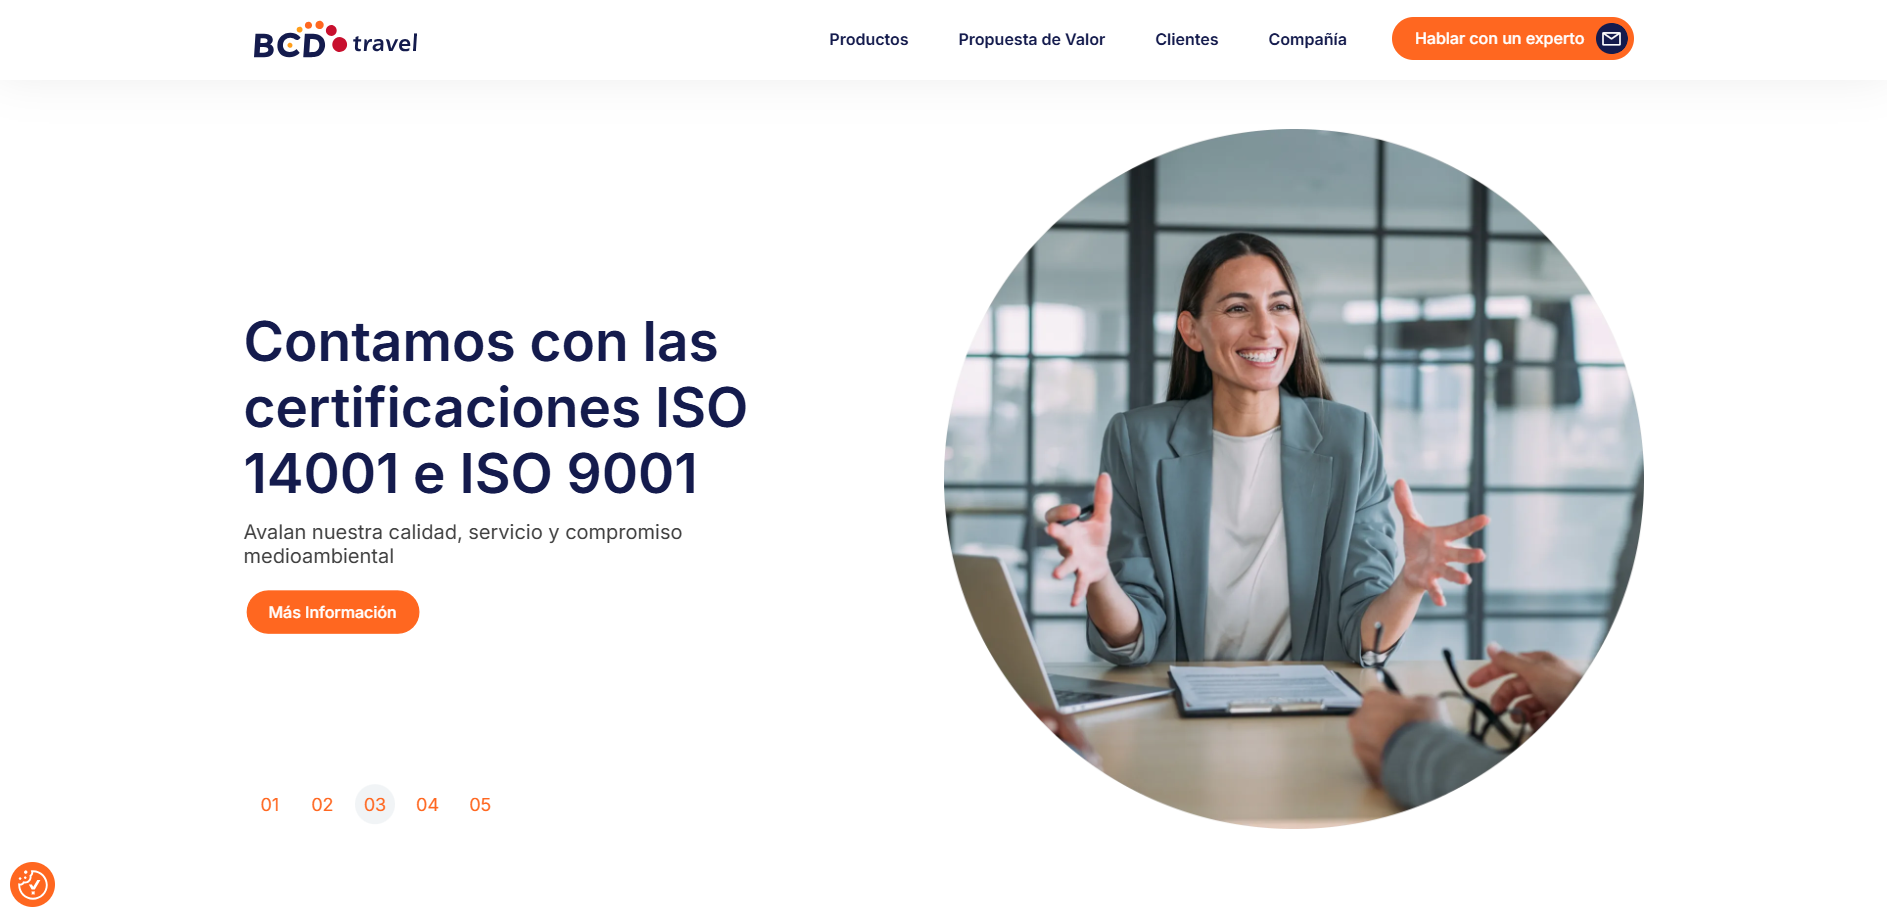 BCD travel
Productos
Propuesta de Valor
Clientes
Compañía
Hablar con un experto
Contamos con las
certificaciones ISO
14001 e ISO 9001
Avalan nuestra calidad, servicio y compromiso
medioambiental
Más Información
01 02 03 04 05